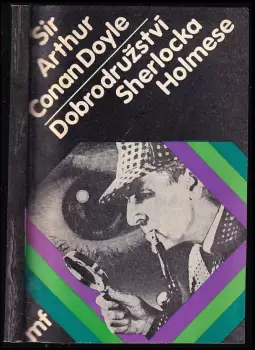 Sir
Arthur
Conan Doyle
Dobrodružství
Sherlocka
Holmese
mf